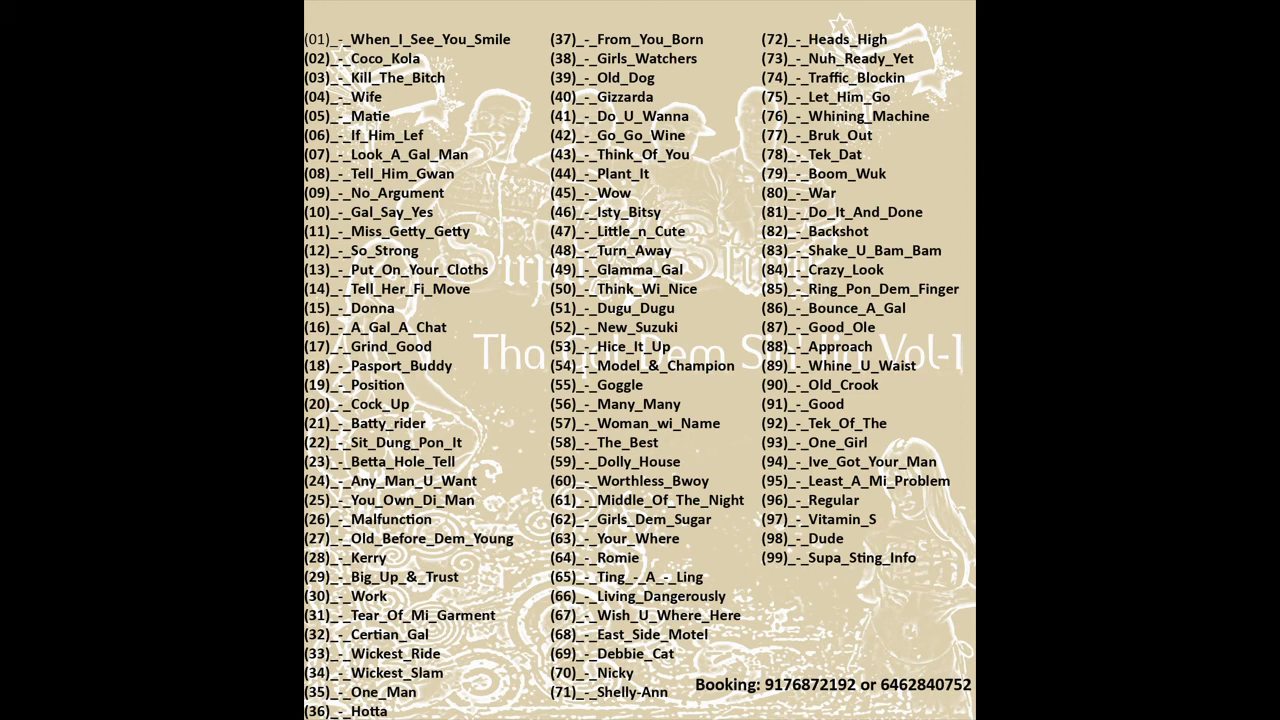 (01)_-_When_I_See_You_Smile
(02)_-_Coco_Kola
(03)_-_Kill_The_Bitch
(04)_-_Wife
(05)_-_Matie
(06)_-_If_Him_Lef
(07)_-_Look_A_Gal_Man
(08)_-_Tell_Him_Gwan
(09)_-_No_Argument
(10)_-_Gal_Say_Yes
(11)_-_Miss_Getty_Getty
(12)_-_So_Strong
(13)_-_Put_On_Your_Cloths
(14)_-_Tell_Her_Fi_Move
(15)_-_Donna
(16)_-_A_Gal_A_Chat
(17)_-_Grind_Good
(18)_-_Pasport_Buddy
(19)_-_Position
(20)_-_Cock_Up
(21)_-_Batty_rider
(22)_-_Sit_Dung_Pon_It
(23)_-_Betta_Hole_Tell
(24)_-_Any_Man_U_Want
(25)_-_You_Own_Di_Man
(26)_-_Malfunction
(27)_-_Old_Before_Dem_Young
(28)_-_Kerry
(29)_-_Big_Up_&_Trust
(30)_-_Work
(31)_-_Tear_Of_Mi_Garment
(32)_-_Certian_Gal
(33)_-_Wickest_Ride
(34)_-_Wickest_Slam
(35)_-_One_Man
(36)_-_Hotta
(37)_-_From_You_Born
(38)_-_Girls_Watchers
(39)_-_Old_Dog
(40)_-_Gizzarda
(41)_-_Do_U_Wanna
(42)_-_Go_Go_Wine
(43)_-_Think_Of_You
(44)_-_Plant_It
(45)_-_Wow
(46)_-_Isty_Bitsy
(47)_-_Little_n_Cute
(48)_-_Turn_Away
(49)_-_Glamma_Gal
(50)_-_Think_Wi_Nice
(51)_-_Dugu_Dugu
(52)_-_New_Suzuki
(53)_-_Hice_It_Up
(54)_-_Model_&_Champion
(55)_-_Goggle
(56)_-_Many_Many
(57)_-_Woman_wi_Name
(58)_-_The_Best
(59)_-_Dolly_House
(60)_-_Worthless_Bwoy
(61)_-_Middle_Of_The_Night
(62)_-_Girls_Dem_Sugar
(63)_-_Your_Where
(64)_-_Romie
(65)_-_Ting_-_A_-_Ling
(66)_-_Living_Dangerously
(67)_-_Wish_U_Where_Here
(68)_-_East_Side_Motel
(69)_-_Debbie_Cat
(70)_-_Nicky
(71)_-_Shelly-Ann
(72)_-_Heads_High
(73)_-_Nuh_Ready_Yet
(74)_-_Traffic_Blockin
(75)_-_Let_Him_Go
(76)_-_Whining_Machine
(77)_-_Bruk_Out
(78)_-_Tek_Dat
(79)_-_Boom_Wuk
(80)_-_War
(81)_-_Do_It_And_Done
(82)_-_Backshot
(83)_-_Shake_U_Bam_Bam
(84)_-_Crazy_Look
(85)_-_Ring_Pon_Dem_Finger
(86)_-_Bounce_A_Gal
(87)_-_Good_Ole
(88)_-_Approach
(89)_-_Whine_U_Waist
(90)_-_Old_Crook
(91)_-_Good
(92)_-_Tek_Of_The
(93)_-_One_Girl
(94)_-_Ive_Got_Your_Man
(95)_-_Least_A_Mi_Problem
(96)_-_Regular
(97)_-_Vitamin_S
(98)_-_Dude
(99)_-_Supa_Sting_Info
Tha Gal Dem Vol-1
Booking: 9176872192 or 6462840752